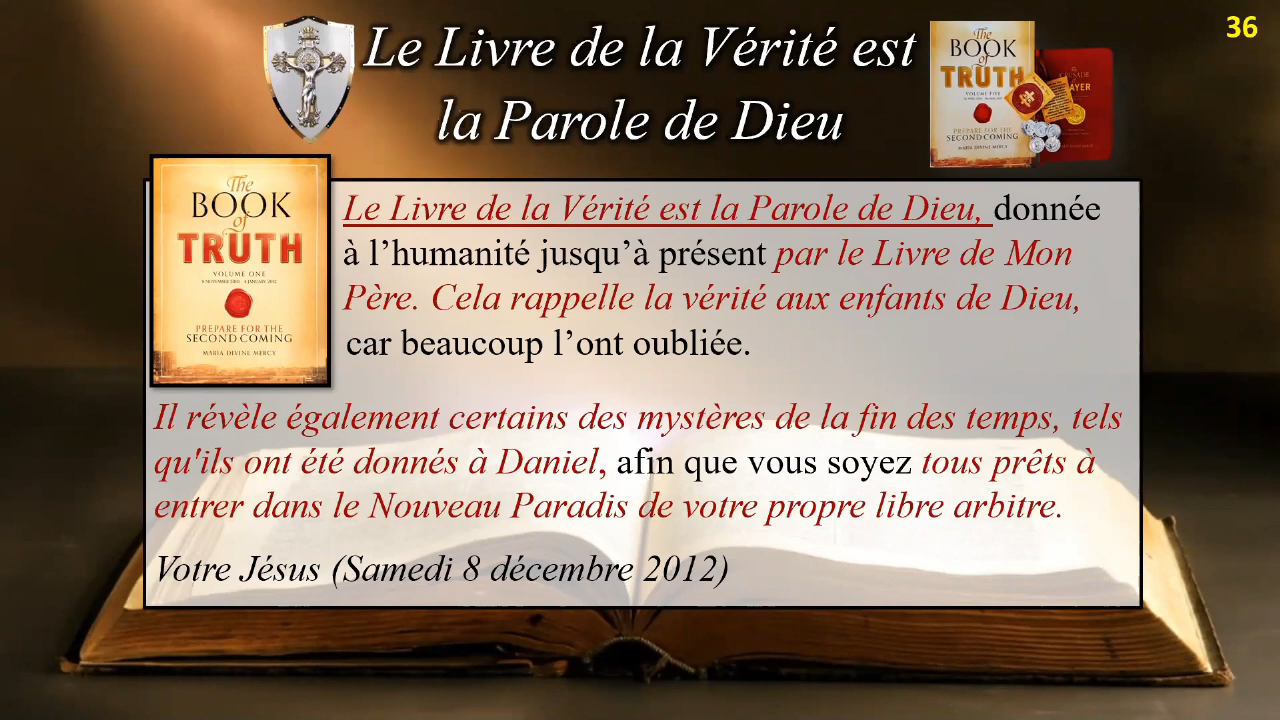 36
Le Livre de la Vérité est
la Parole de Dieu
The
BOOK
of
TRUTH
VOLUME FIVE
PREPARE FOR THE
SECOND COMING
MARIA DIVINE MERCY
The
BOOK
of
TRUTH
VOLUME ONE
PREPARE FOR THE
SECOND COMING
MARIA DIVINE MERCY
Le Livre de la Vérité est la Parole de Dieu, donnée
à l’humanité jusqu’à présent par le Livre de Mon
Père. Cela rappelle la vérité aux enfants de Dieu,
car beaucoup l’ont oubliée.
Il révèle également certains des mystères de la fin des temps, tels
qu'ils ont été donnés à Daniel, afin que vous soyez tous prêts à
entrer dans le Nouveau Paradis de votre propre libre arbitre.
Votre Jésus (Samedi 8 décembre 2012)